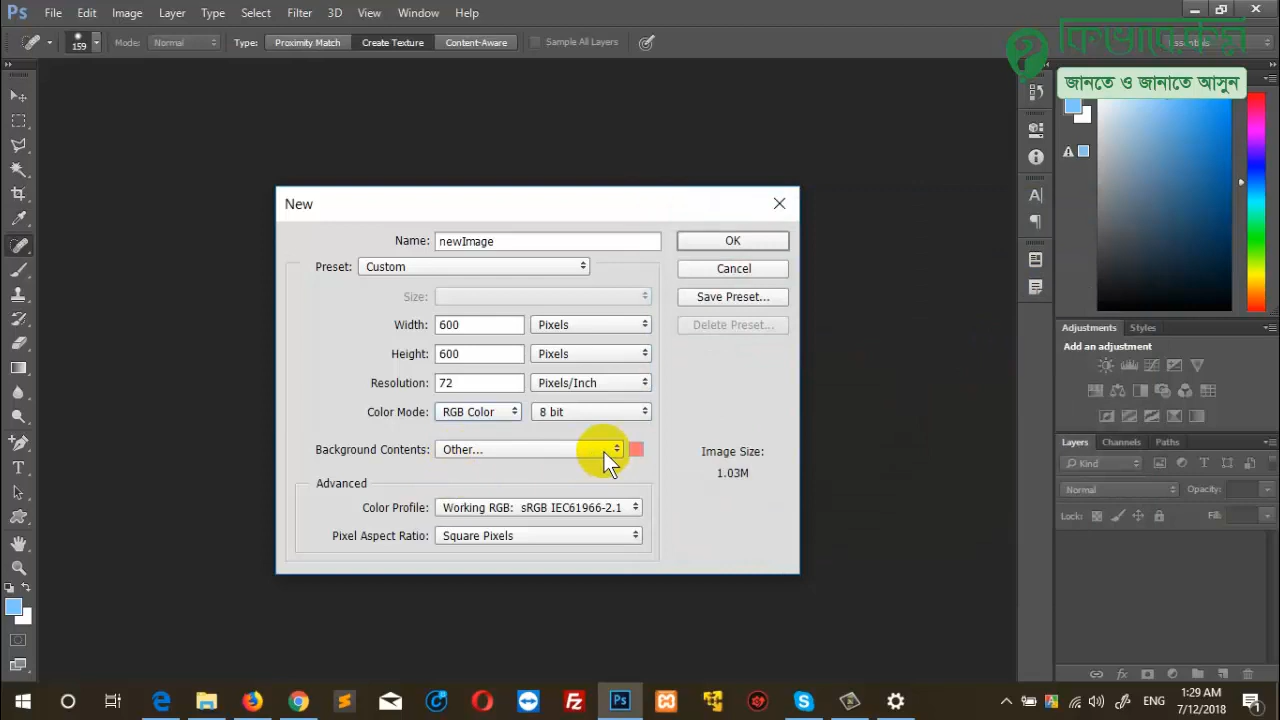 Ps File Edit Image Layer Type Select Filter 3D View Window Help
159 Mode: Normal Type: Proximity Match Create Texture Content-Aware Sample All Layers Essentials
কিভাবে.কম
জানতে ও জানাতে আসুন
New
Name: newImage OK
Preset: Custom Cancel
Size: Save Preset...
Width: 600 Pixels Delete Preset...
Height: 600 Pixels
Resolution: 72 Pixels/Inch
Color Mode: RGB Color 8 bit
Background Contents: Other... Image Size:
1.03M
Advanced
Color Profile: Working RGB: sRGB IEC61966-2.1
Pixel Aspect Ratio: Square Pixels
Adjustments Styles
Add an adjustment
Layers Channels Paths
Kind
Normal Opacity:
Lock: Fill:
ENG 1:29 AM
7/12/2018